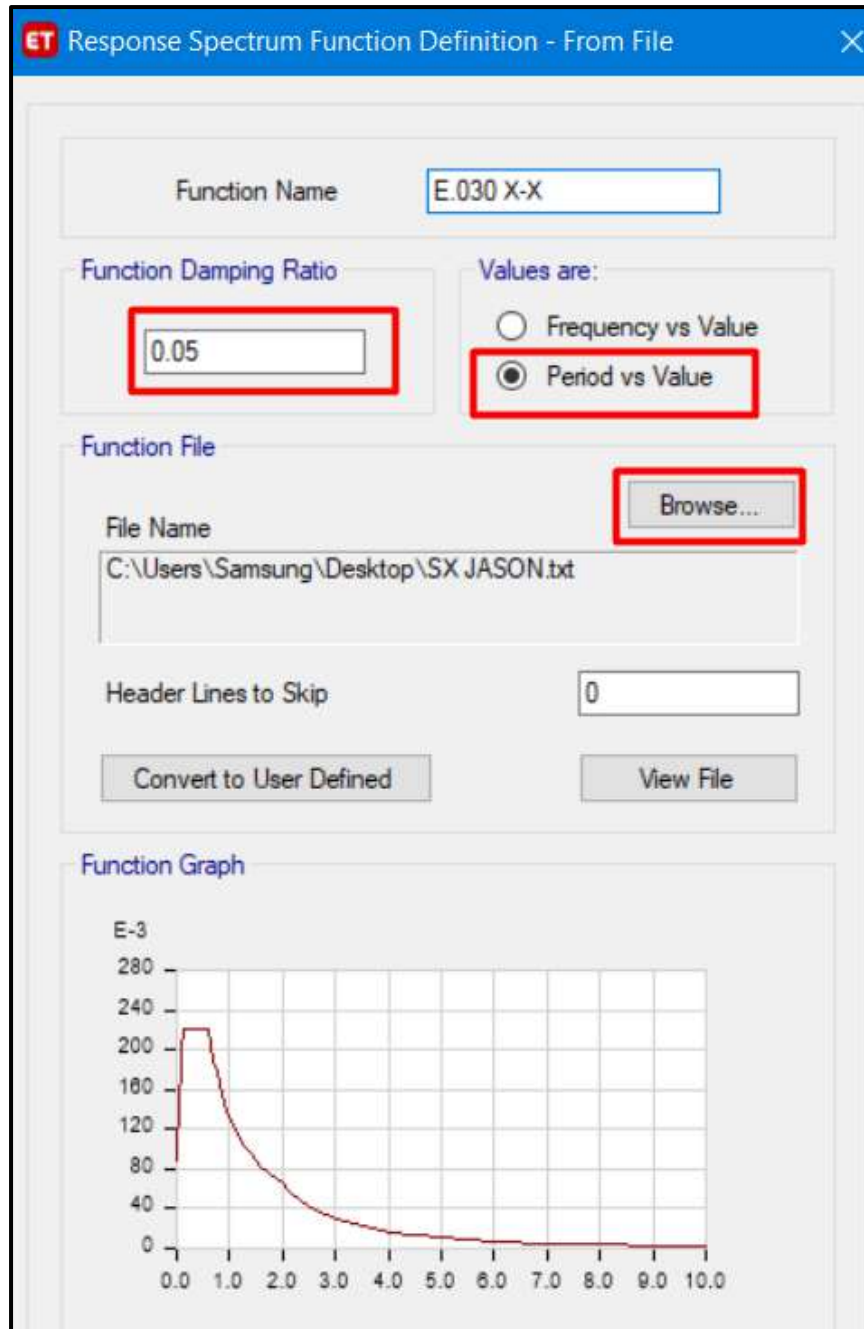 ET Response Spectrum Function Definition - From File
Function Name E.030 X-X
Function Damping Ratio
0.05
Values are:
Frequency vs Value
Period vs Value
Function File
Browse...
File Name
C:\Users\Samsung\Desktop\SX JASON.txt
Header Lines to Skip 0
Convert to User Defined View File
Function Graph
E-3
280
240
200
160
120
80
40
0
0.0 1.0 2.0 3.0 4.0 5.0 6.0 7.0 8.0 9.0 10.0